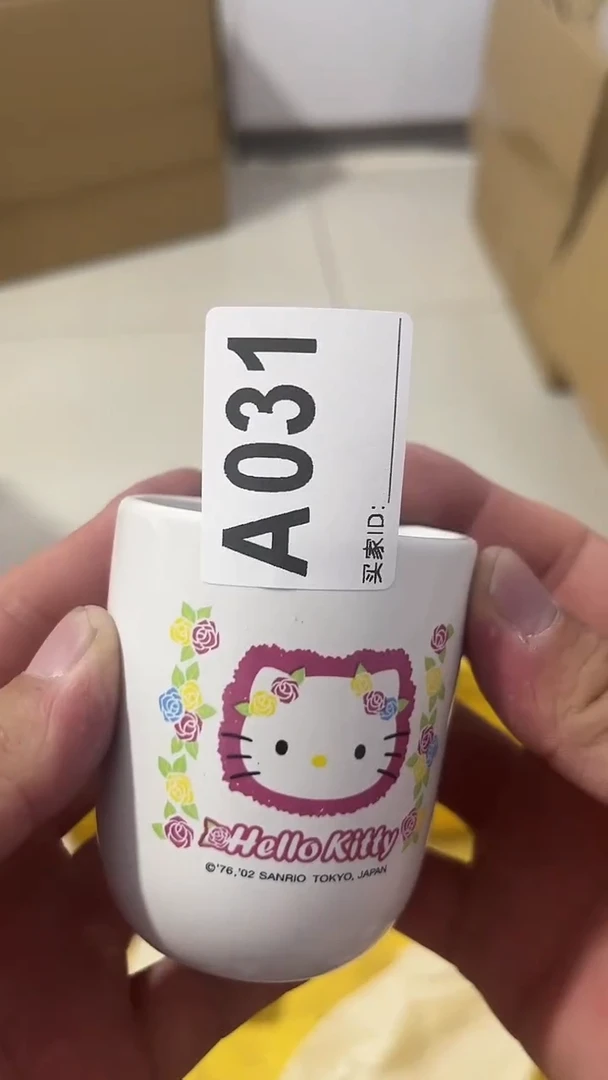 A031
买家ID:
Hello Kitty
©'76,'02 SANRIO TOKYO, JAPAN